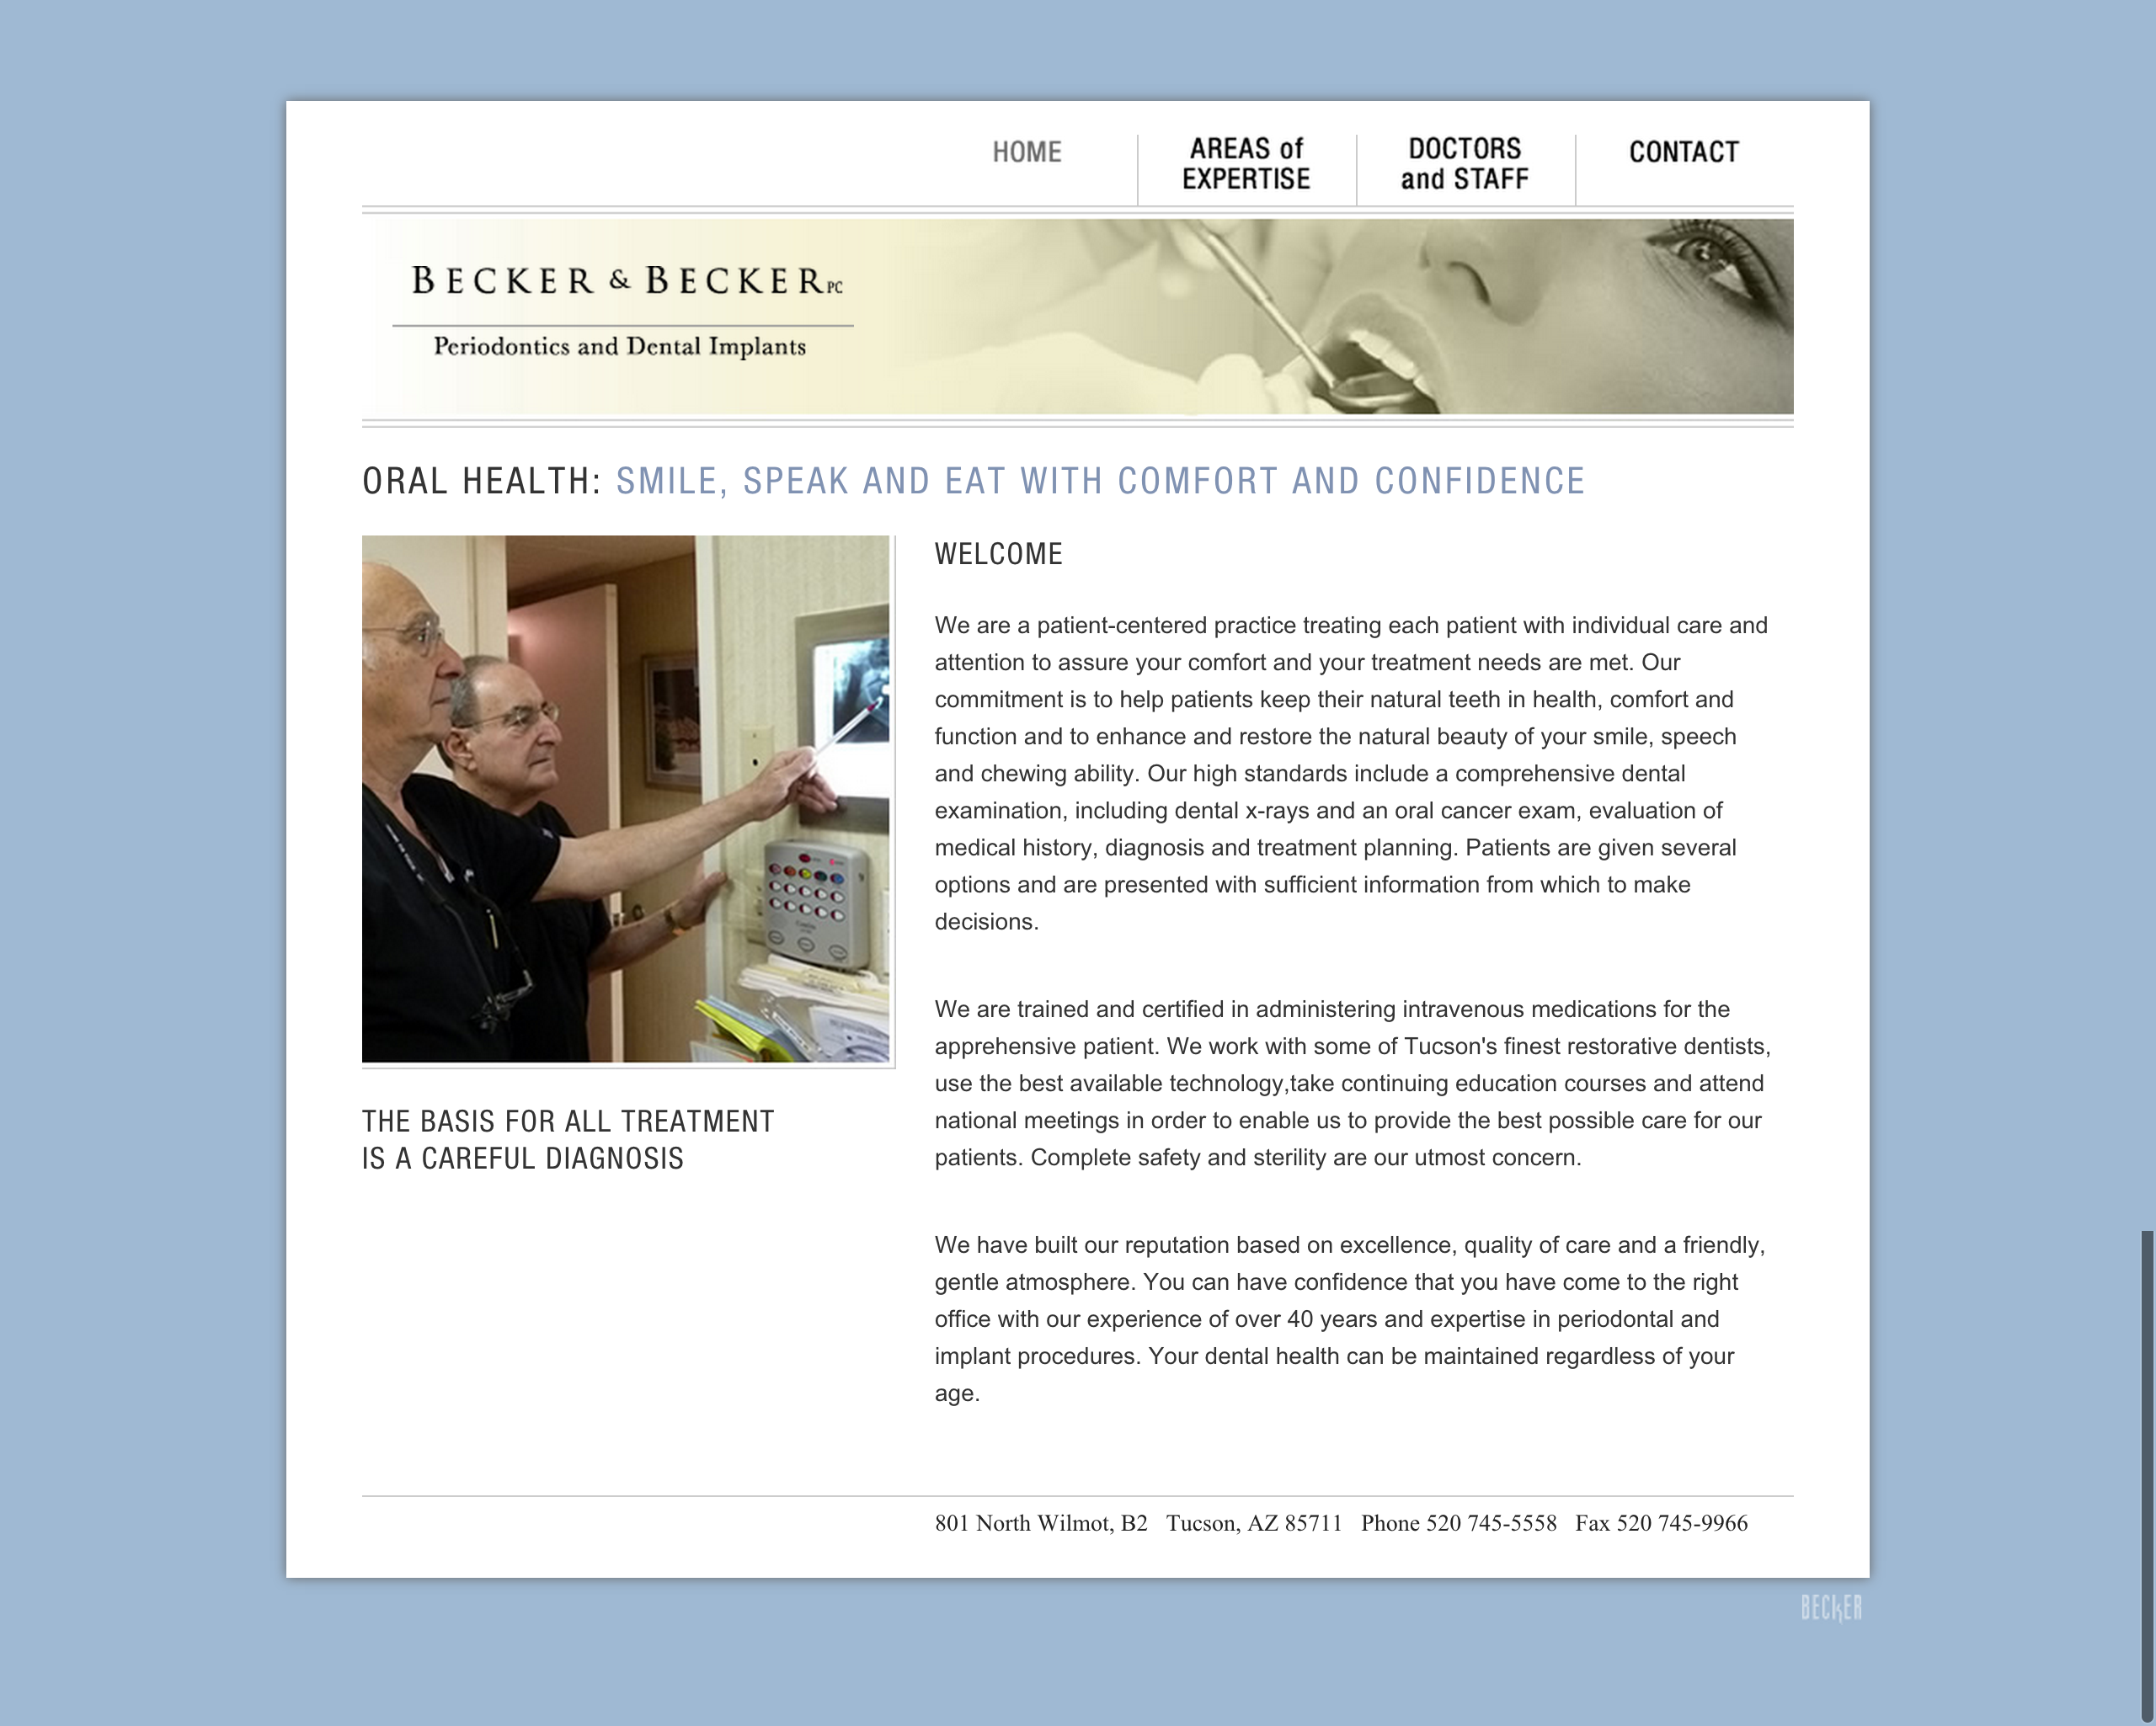 HOME
AREAS of
EXPERTISE
DOCTORS
and STAFF
CONTACT
BECKER & BECKER PC
Periodontics and Dental Implants
ORAL HEALTH: SMILE, SPEAK AND EAT WITH COMFORT AND CONFIDENCE
THE BASIS FOR ALL TREATMENT
IS A CAREFUL DIAGNOSIS
WELCOME
We are a patient-centered practice treating each patient with individual care and
attention to assure your comfort and your treatment needs are met. Our
commitment is to help patients keep their natural teeth in health, comfort and
function and to enhance and restore the natural beauty of your smile, speech
and chewing ability. Our high standards include a comprehensive dental
examination, including dental x-rays and an oral cancer exam, evaluation of
medical history, diagnosis and treatment planning. Patients are given several
options and are presented with sufficient information from which to make
decisions.
We are trained and certified in administering intravenous medications for the
apprehensive patient. We work with some of Tucson's finest restorative dentists,
use the best available technology,take continuing education courses and attend
national meetings in order to enable us to provide the best possible care for our
patients. Complete safety and sterility are our utmost concern.
We have built our reputation based on excellence, quality of care and a friendly,
gentle atmosphere. You can have confidence that you have come to the right
office with our experience of over 40 years and expertise in periodontal and
implant procedures. Your dental health can be maintained regardless of your
age.
801 North Wilmot, B2 Tucson, AZ 85711 Phone 520 745-5558 Fax 520 745-9966
BECKER